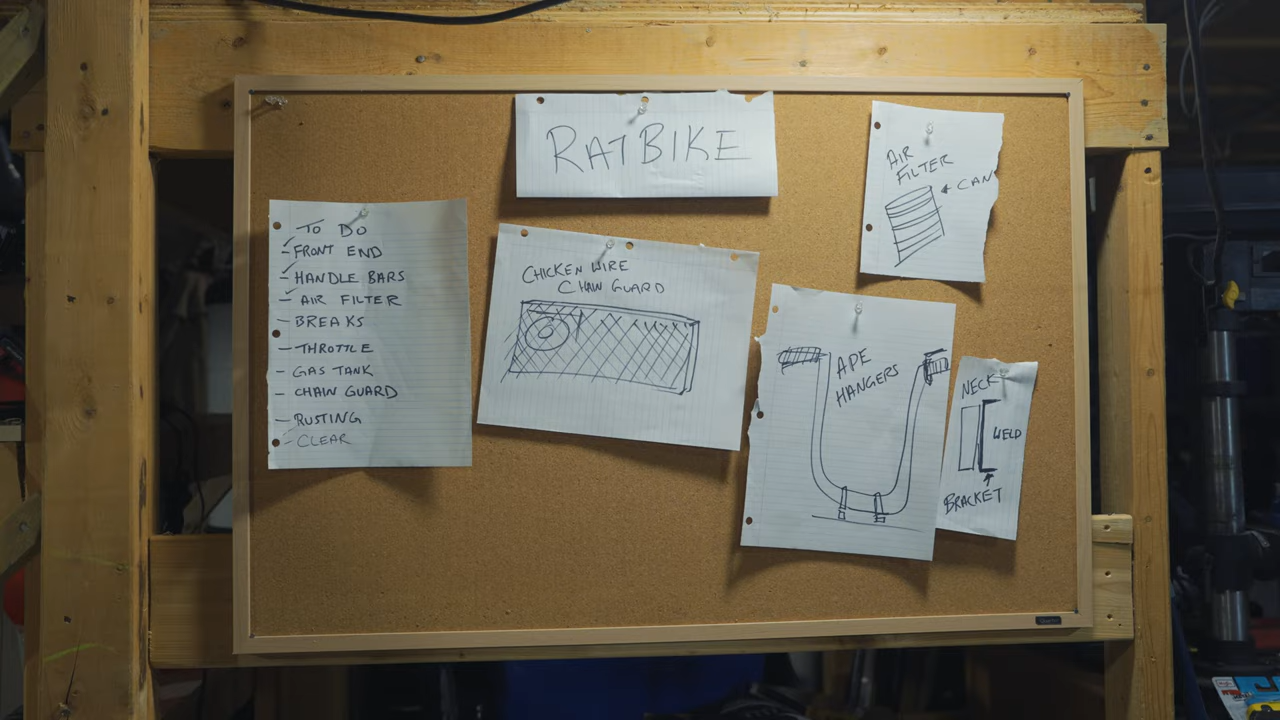 RATBIKE
TO DO
- FRONT END
- HANDLE BARS
- AIR FILTER
- BREAKS
- THROTTLE
- GAS TANK
- CHAIN GUARD
- RUSTING
- CLEAR
CHICKEN WIRE
CHAIN GUARD
AIR
FILTER
CAN
APE
HANGERS
NECK
WELD
BRACKET